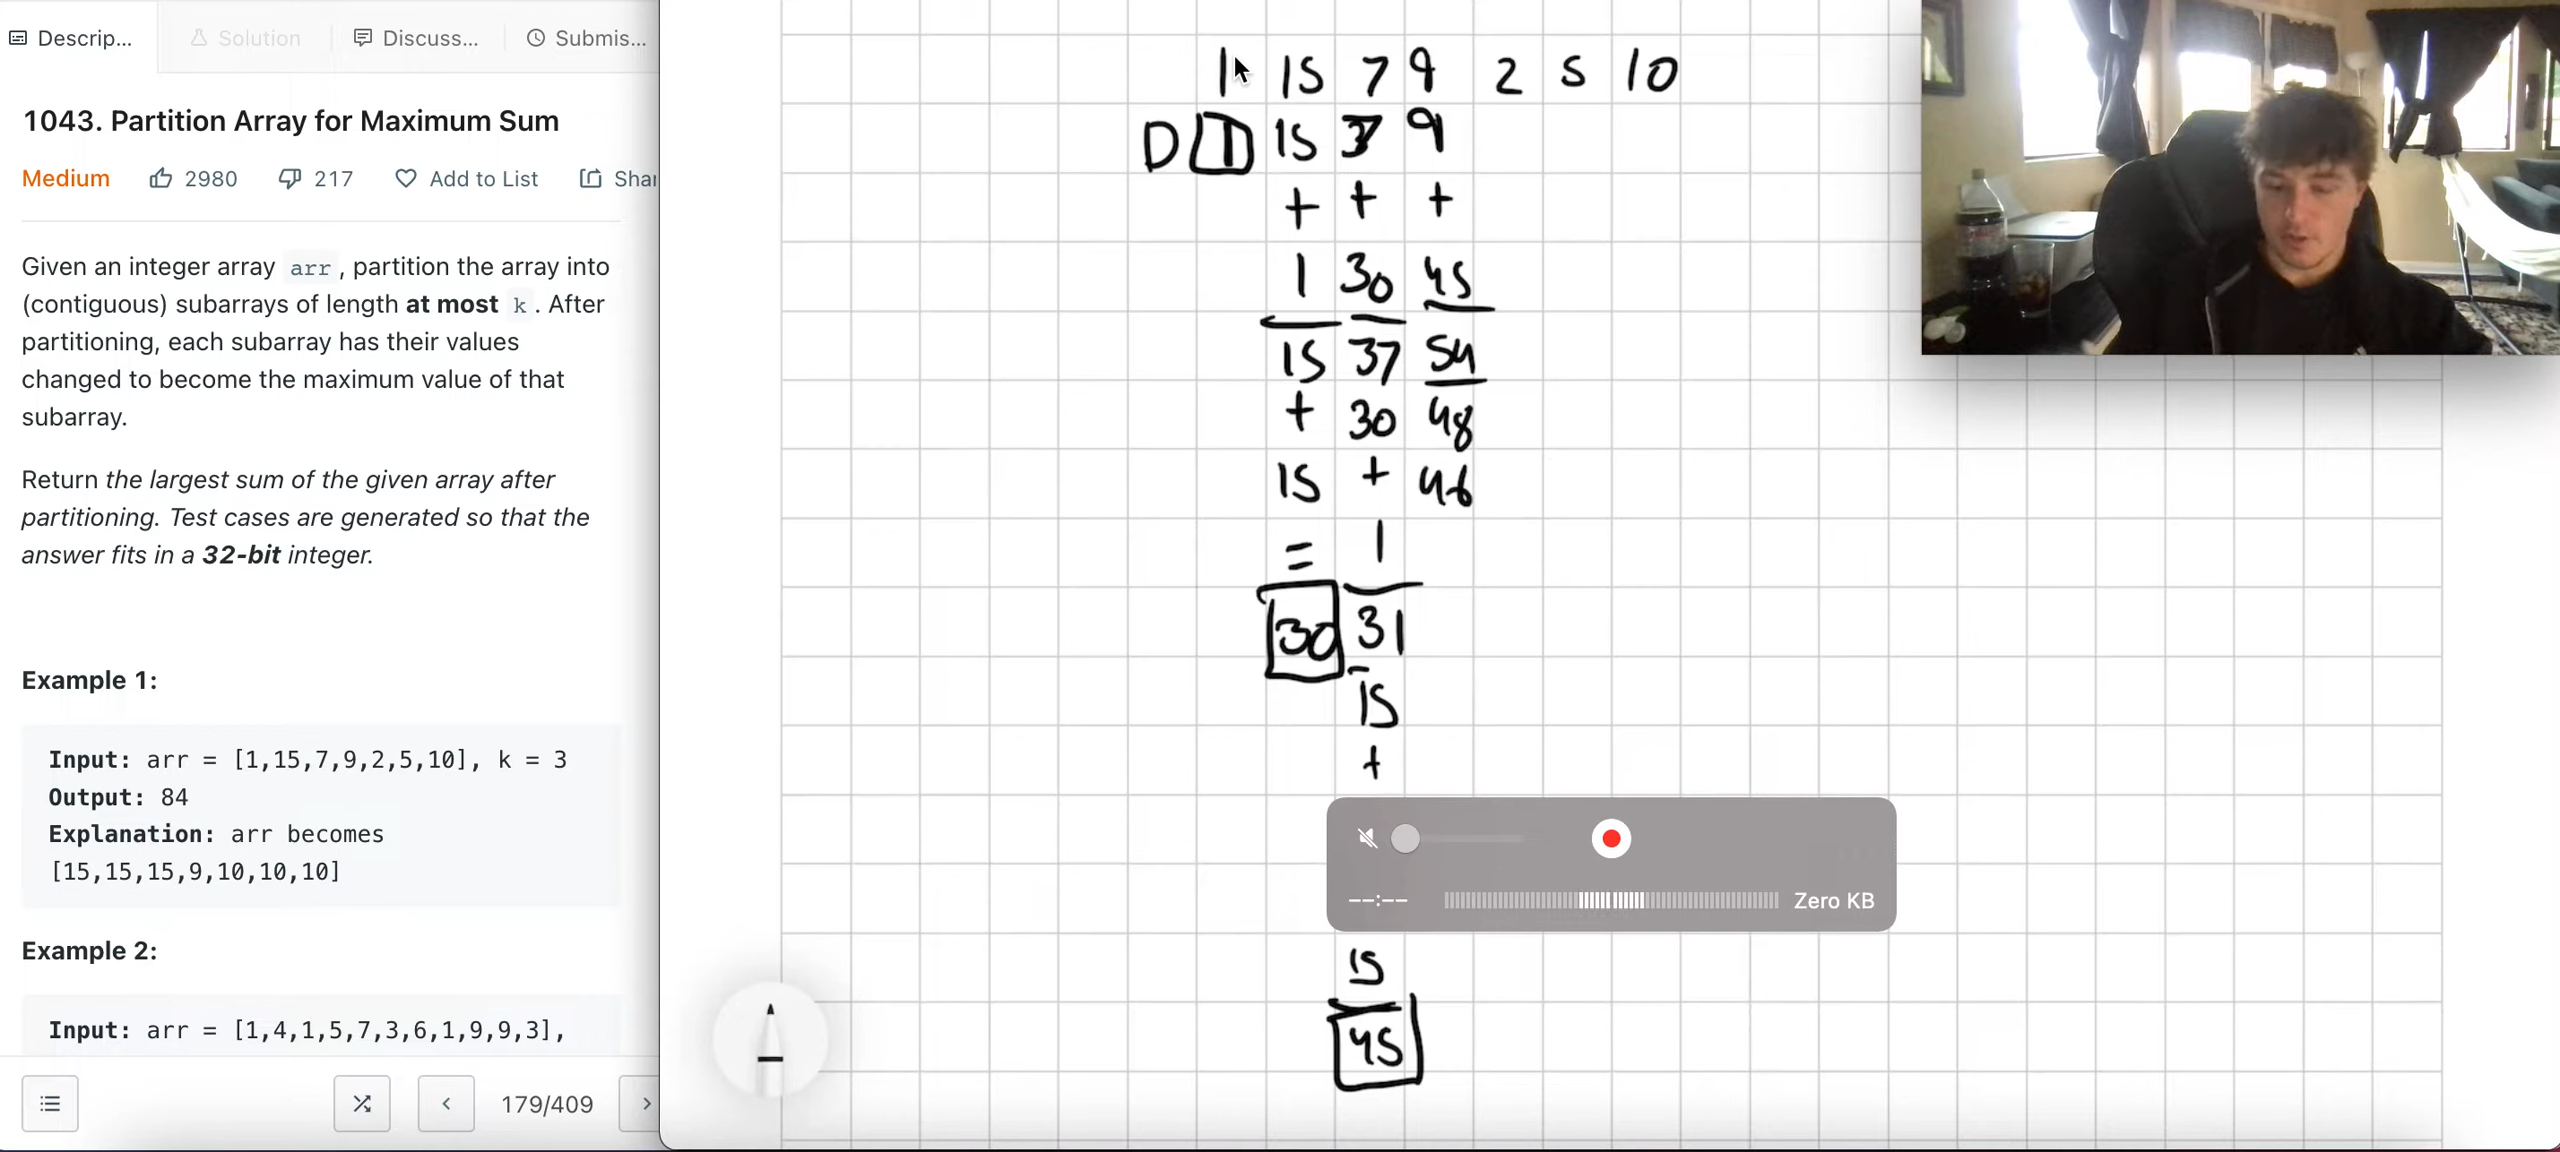 Descrip...
Solution
Discuss...
Submis...
1043. Partition Array for Maximum Sum
Medium 2980 217 Add to List Shar
Given an integer array arr , partition the array into
(contiguous) subarrays of length at most k . After
partitioning, each subarray has their values
changed to become the maximum value of that
subarray.
Return the largest sum of the given array after
partitioning. Test cases are generated so that the
answer fits in a 32-bit integer.
Example 1:
Input: arr = [1,15,7,9,2,5,10], k = 3
Output: 84
Explanation: arr becomes
[15,15,15,9,10,10,10]
Example 2:
Input: arr = [1,4,1,5,7,3,6,1,9,9,3],
179/409
1 15 7 9 2 5 10
D 1 15 37 9
+ + +
1 30 45
15 37 54
+ 30 48
15 + 46
= 1
30 31
15
+
--:-- Zero KB
15
45